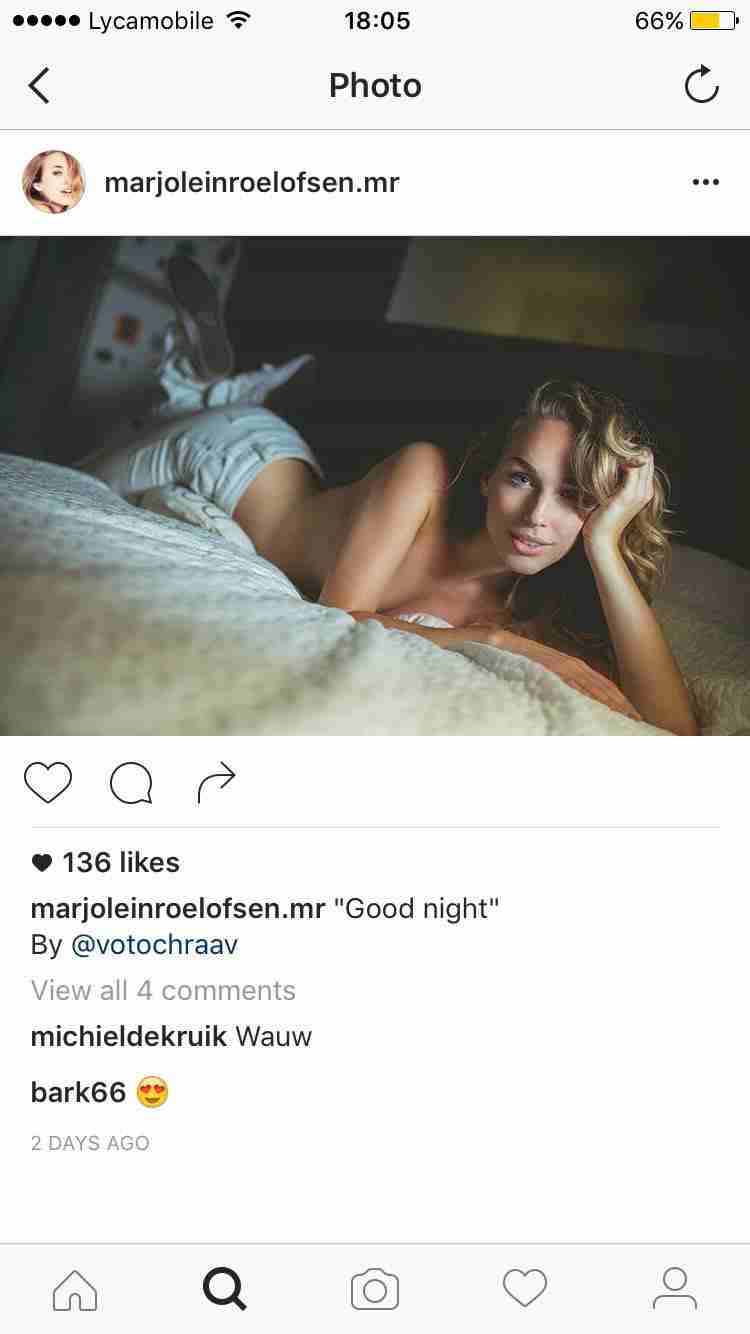 Lycamobile 18:05 66%
Photo
marjoleinroelofsen.mr
136 likes
marjoleinroelofsen.mr "Good night"
By @votochraav
View all 4 comments
michieldekruik Wauw
bark66 😍
2 DAYS AGO